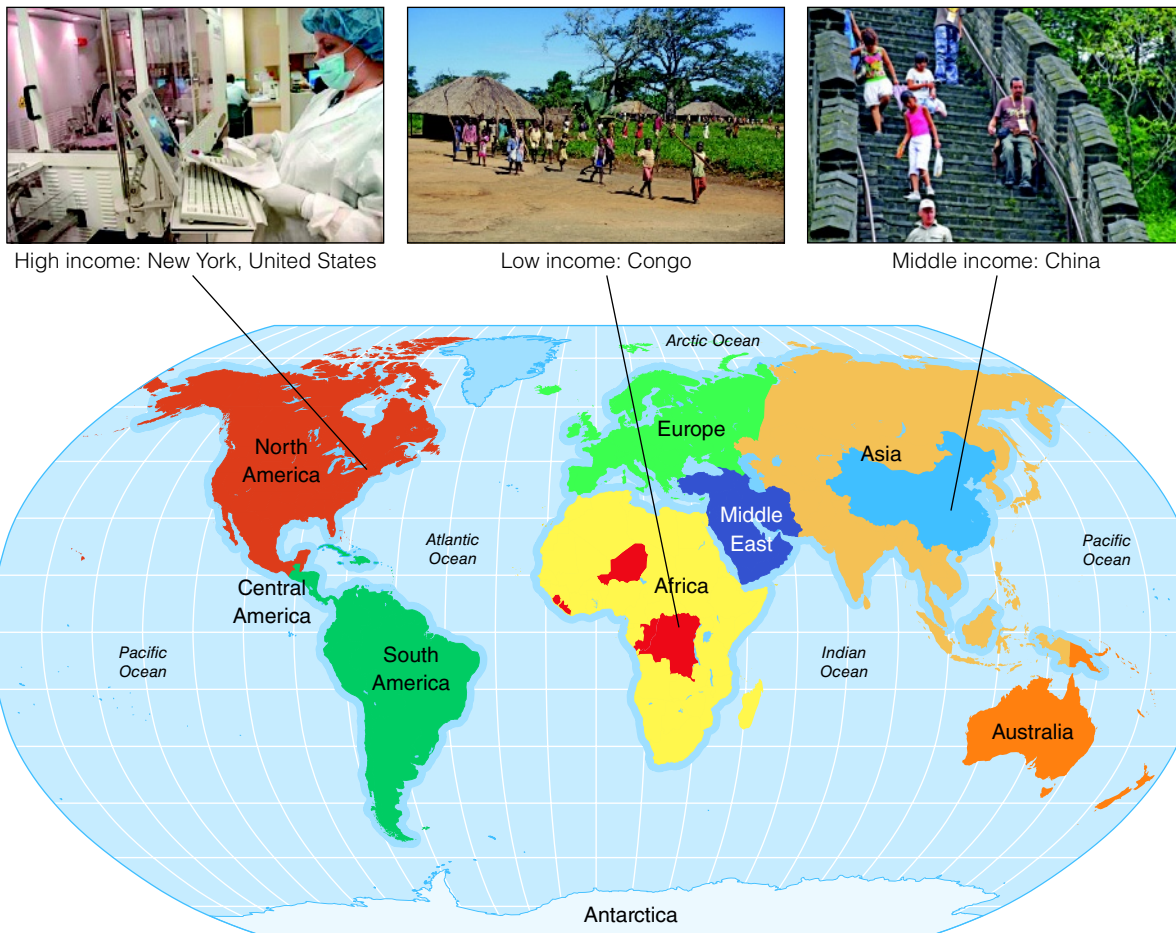 High income: New York, United States
Low income: Congo
Middle income: China
Arctic Ocean
Europe
North
America
Asia
Middle
East
Atlantic
Ocean
Pacific
Ocean
Africa
Central
America
Pacific
Ocean
South
America
Indian
Ocean
Australia
Antarctica